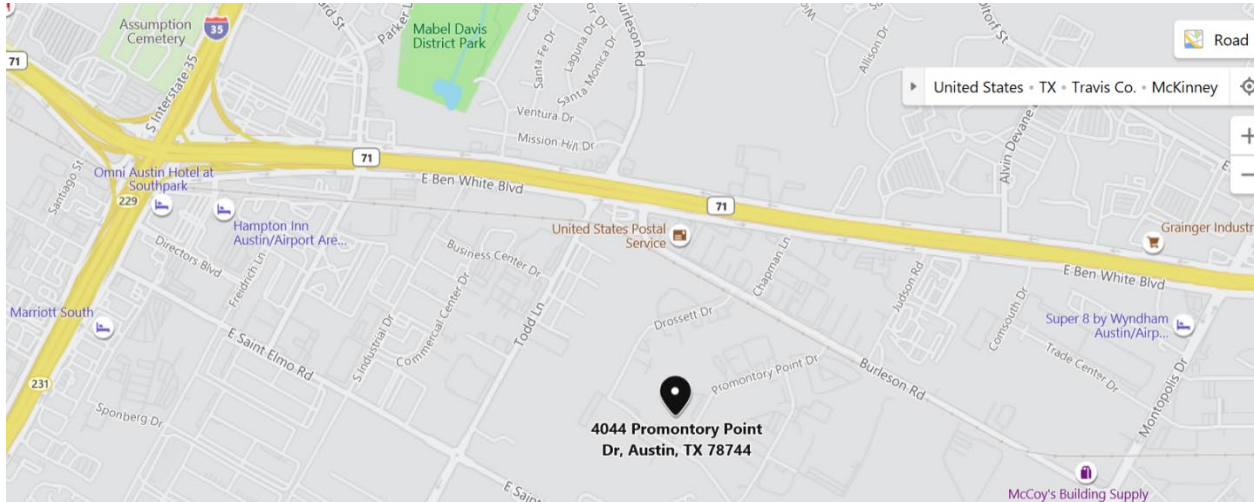 Assumption
Cemetery
35
S Interstate 35
Parker L
Mabel Davis
District Park
Santa Fe Dr
Laguna Dr
Santa Monica Dr
Burleson Rd
Allison Dr
oltorf St
Road
United States • TX • Travis Co. • McKinney
71
Ventura Dr
Mission Hill Dr
Alvin Devane
71
E Ben White Blvd
71
Santiago St
Omni Austin Hotel at
Southpark
229
Hampton Inn
Austin/Airport Are...
United States Postal
Service
Grainger Industr
E Ben White Blvd
Directors Blvd
Freidrich Ln
Business Center Dr
Commercial Center Dr
S Industrial Dr
Todd Ln
Chapman Ln
Judson Rd
Comsouth Dr
Marriott South
E Saint Elmo Rd
Drossett Dr
Super 8 by Wyndham
Austin/Airp...
Trade Center Dr
Montopolis Dr
231
Sponberg Dr
Promontory Point Dr
Burleson Rd
4044 Promontory Point
Dr, Austin, TX 78744
E Sain
McCoy's Building Supply